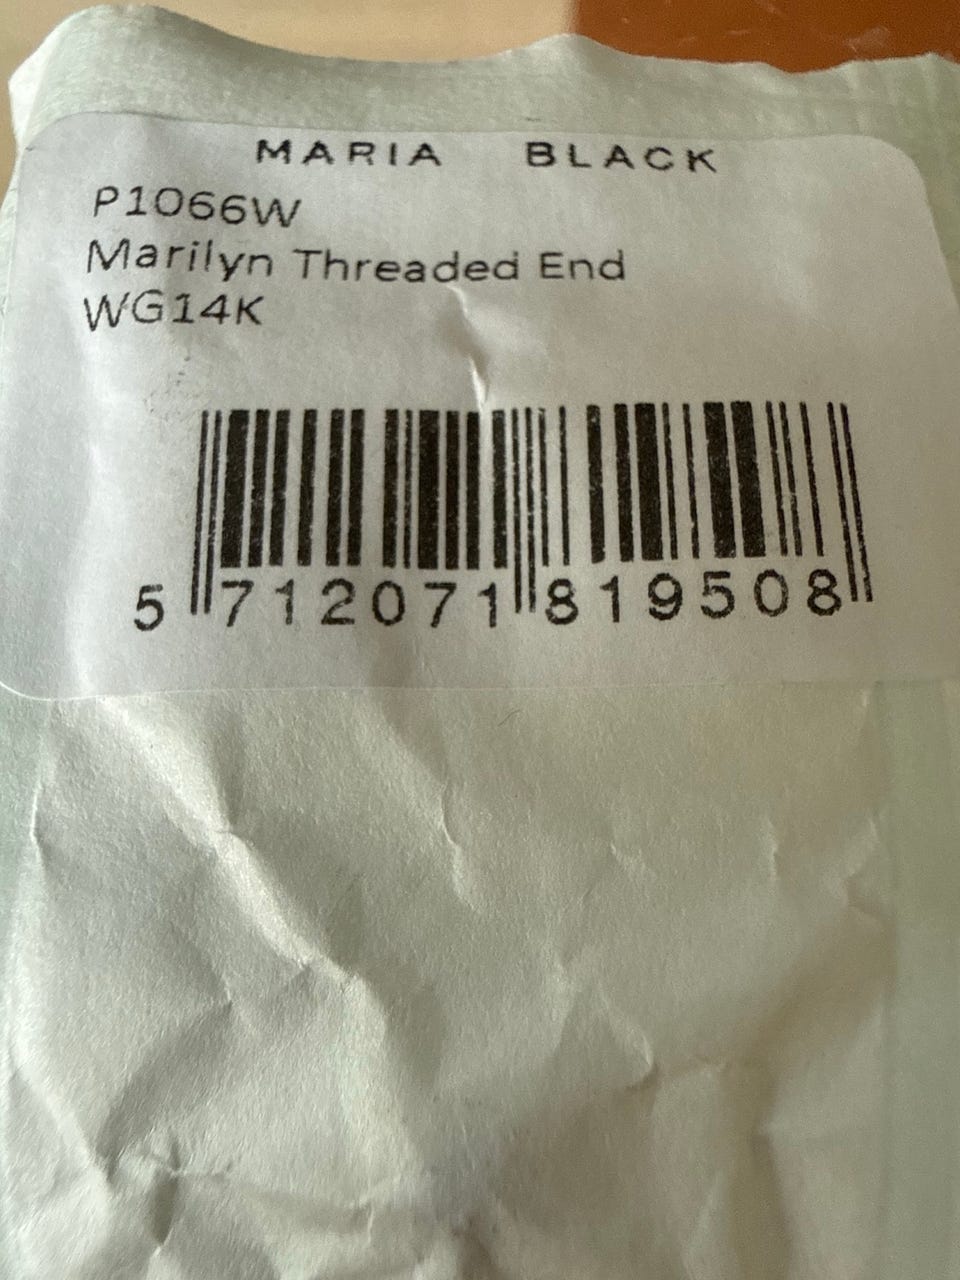 MARIA BLACK
P1066W
Marilyn Threaded End
WG14K
5 712071 819508